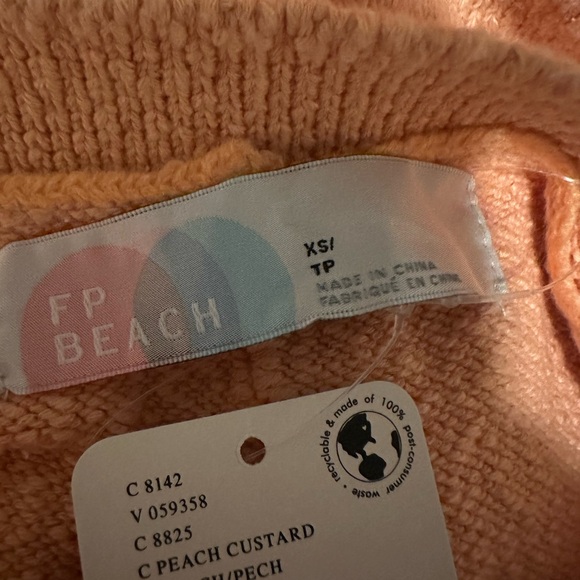 FP
BEACH
XS/
TP
MADE IN CHINA
FABRIQUÉ EN CHINE
recyclable & made of 100% post-consumer waste •
C 8142
V 059358
C 8825
C PEACH CUSTARD
/PECH